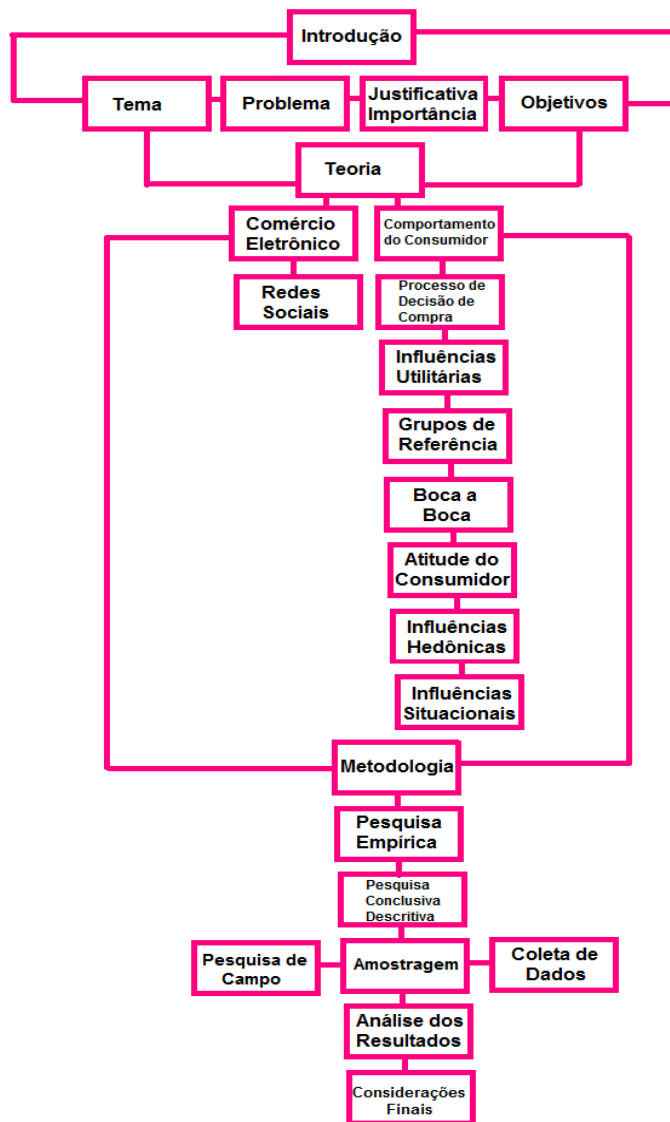 Introdução
Tema
Problema
Justificativa
Importância
Objetivos
Teoria
Comércio
Eletrônico
Comportamento
do Consumidor
Redes
Sociais
Processo de
Decisão de
Compra
Influências
Utilitárias
Grupos de
Referência
Boca a
Boca
Atitude do
Consumidor
Influências
Hedônicas
Influências
Situacionais
Metodologia
Pesquisa
Empírica
Pesquisa
Conclusiva
Descritiva
Pesquisa de
Campo
Amostragem
Coleta de
Dados
Análise dos
Resultados
Considerações
Finais